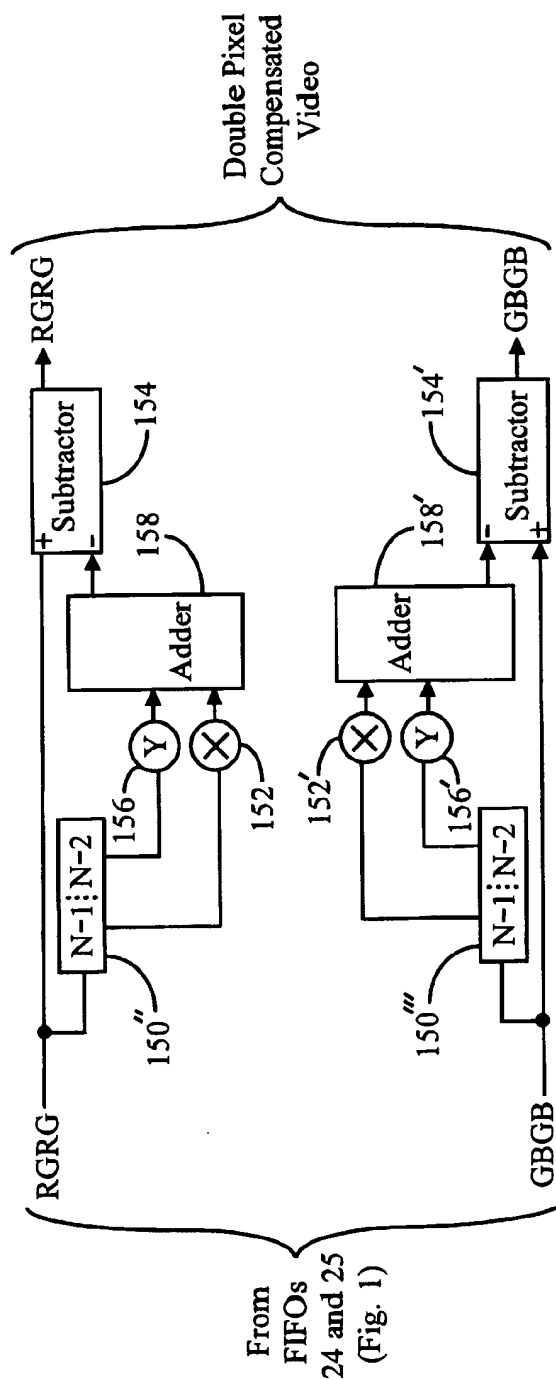 From
FIFOs
24 and 25
(Fig. 1)
RGRG
150″
N-1 N-2
156
Y
152
X
158
Adder
+
-
Subtractor
154
RGRG
GBGB
150‴
N-1 N-2
152′
X
156′
Y
158′
Adder
-
+
Subtractor
154′
GBGB
Double Pixel
Compensated
Video